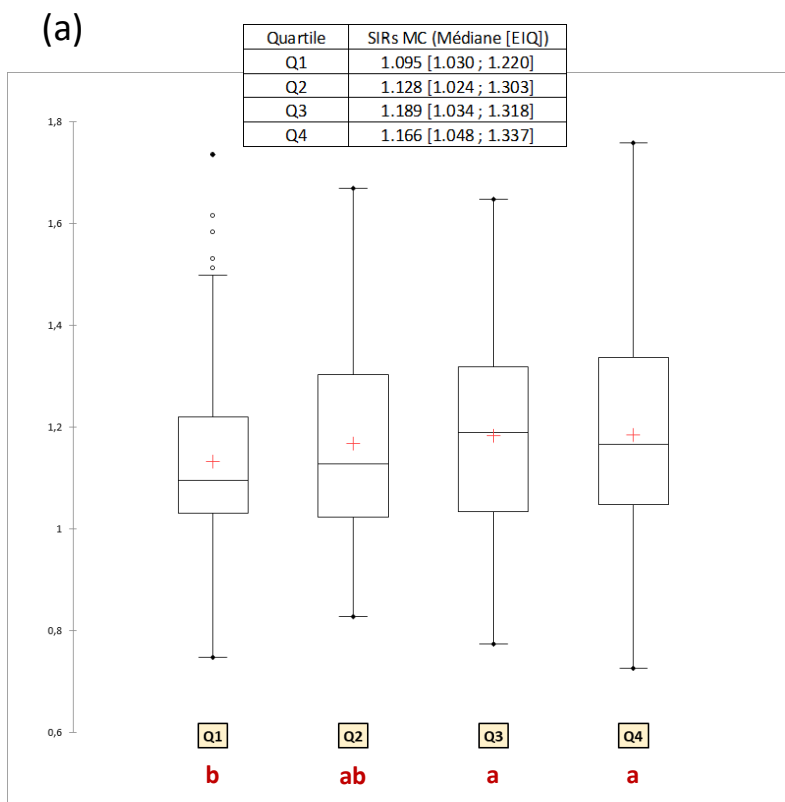 (a)
Quartile SIRs MC (Médiane [EIQ])
Q1 1.095 [1.030 ; 1.220]
Q2 1.128 [1.024 ; 1.303]
Q3 1.189 [1.034 ; 1.318]
Q4 1.166 [1.048 ; 1.337]
1,8
1,6
1,4
1,2
1
0,8
0,6
Q1 Q2 Q3 Q4
b ab a a